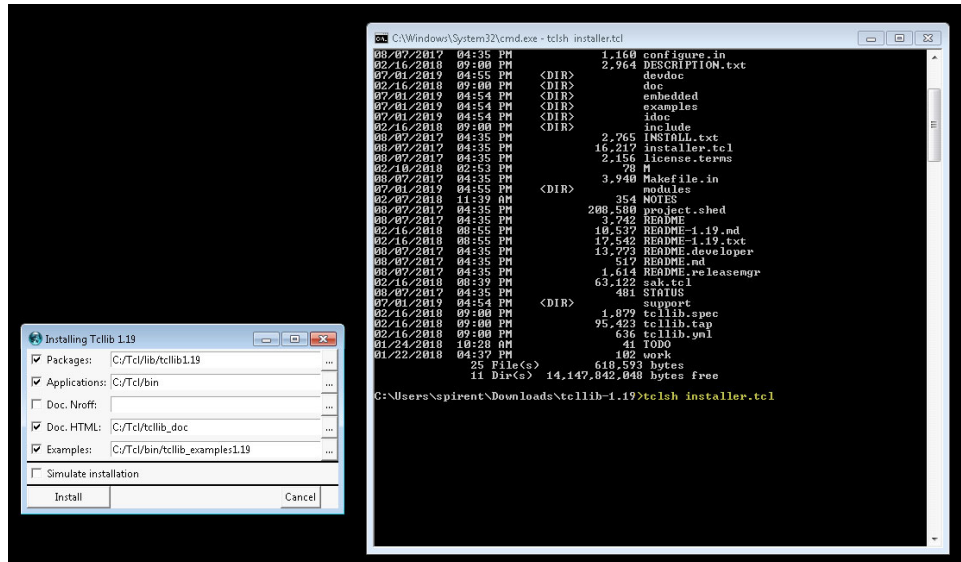 Installing Tcllib 1.19
Packages: C:/Tcl/lib/tcllib1.19 ...
Applications: C:/Tcl/bin ...
Doc. Nroff: ...
Doc. HTML: C:/Tcl/tcllib_doc ...
Examples: C:/Tcl/bin/tcllib_examples1.19 ...
Simulate installation
Install Cancel
C:\Windows\System32\cmd.exe - tclsh installer.tcl
08/07/2017 04:35 PM 1,160 configure.in
02/16/2018 09:00 PM 2,964 DESCRIPTION.txt
07/01/2019 04:55 PM <DIR> devdoc
02/16/2018 09:00 PM <DIR> doc
07/01/2019 04:54 PM <DIR> embedded
07/01/2019 04:54 PM <DIR> examples
07/01/2019 04:54 PM <DIR> idoc
02/16/2018 09:00 PM <DIR> include
08/07/2017 04:35 PM 2,765 INSTALL.txt
08/07/2017 04:35 PM 16,217 installer.tcl
08/07/2017 04:35 PM 2,156 license.terms
02/10/2018 02:53 PM 78 M
08/07/2017 04:35 PM 3,940 Makefile.in
07/01/2019 04:55 PM <DIR> modules
02/07/2018 11:39 AM 354 NOTES
08/07/2017 04:35 PM 208,580 project.shed
08/07/2017 04:35 PM 3,742 README
02/16/2018 08:55 PM 10,537 README-1.19.md
02/16/2018 08:55 PM 17,542 README-1.19.txt
08/07/2017 04:35 PM 13,773 README.developer
08/07/2017 04:35 PM 517 README.md
08/07/2017 04:35 PM 1,614 README.releasemgr
02/16/2018 08:39 PM 63,122 sak.tcl
08/07/2017 04:35 PM 481 STATUS
07/01/2019 04:54 PM <DIR> support
02/16/2018 09:00 PM 1,879 tcllib.spec
02/16/2018 09:00 PM 95,423 tcllib.tap
02/16/2018 09:00 PM 636 tcllib.yml
01/24/2018 10:28 AM 41 TODO
01/22/2018 04:37 PM 102 work
25 File(s) 618,593 bytes
11 Dir(s) 14,147,842,048 bytes free
C:\Users\spirent\Downloads\tcllib-1.19>tclsh installer.tcl